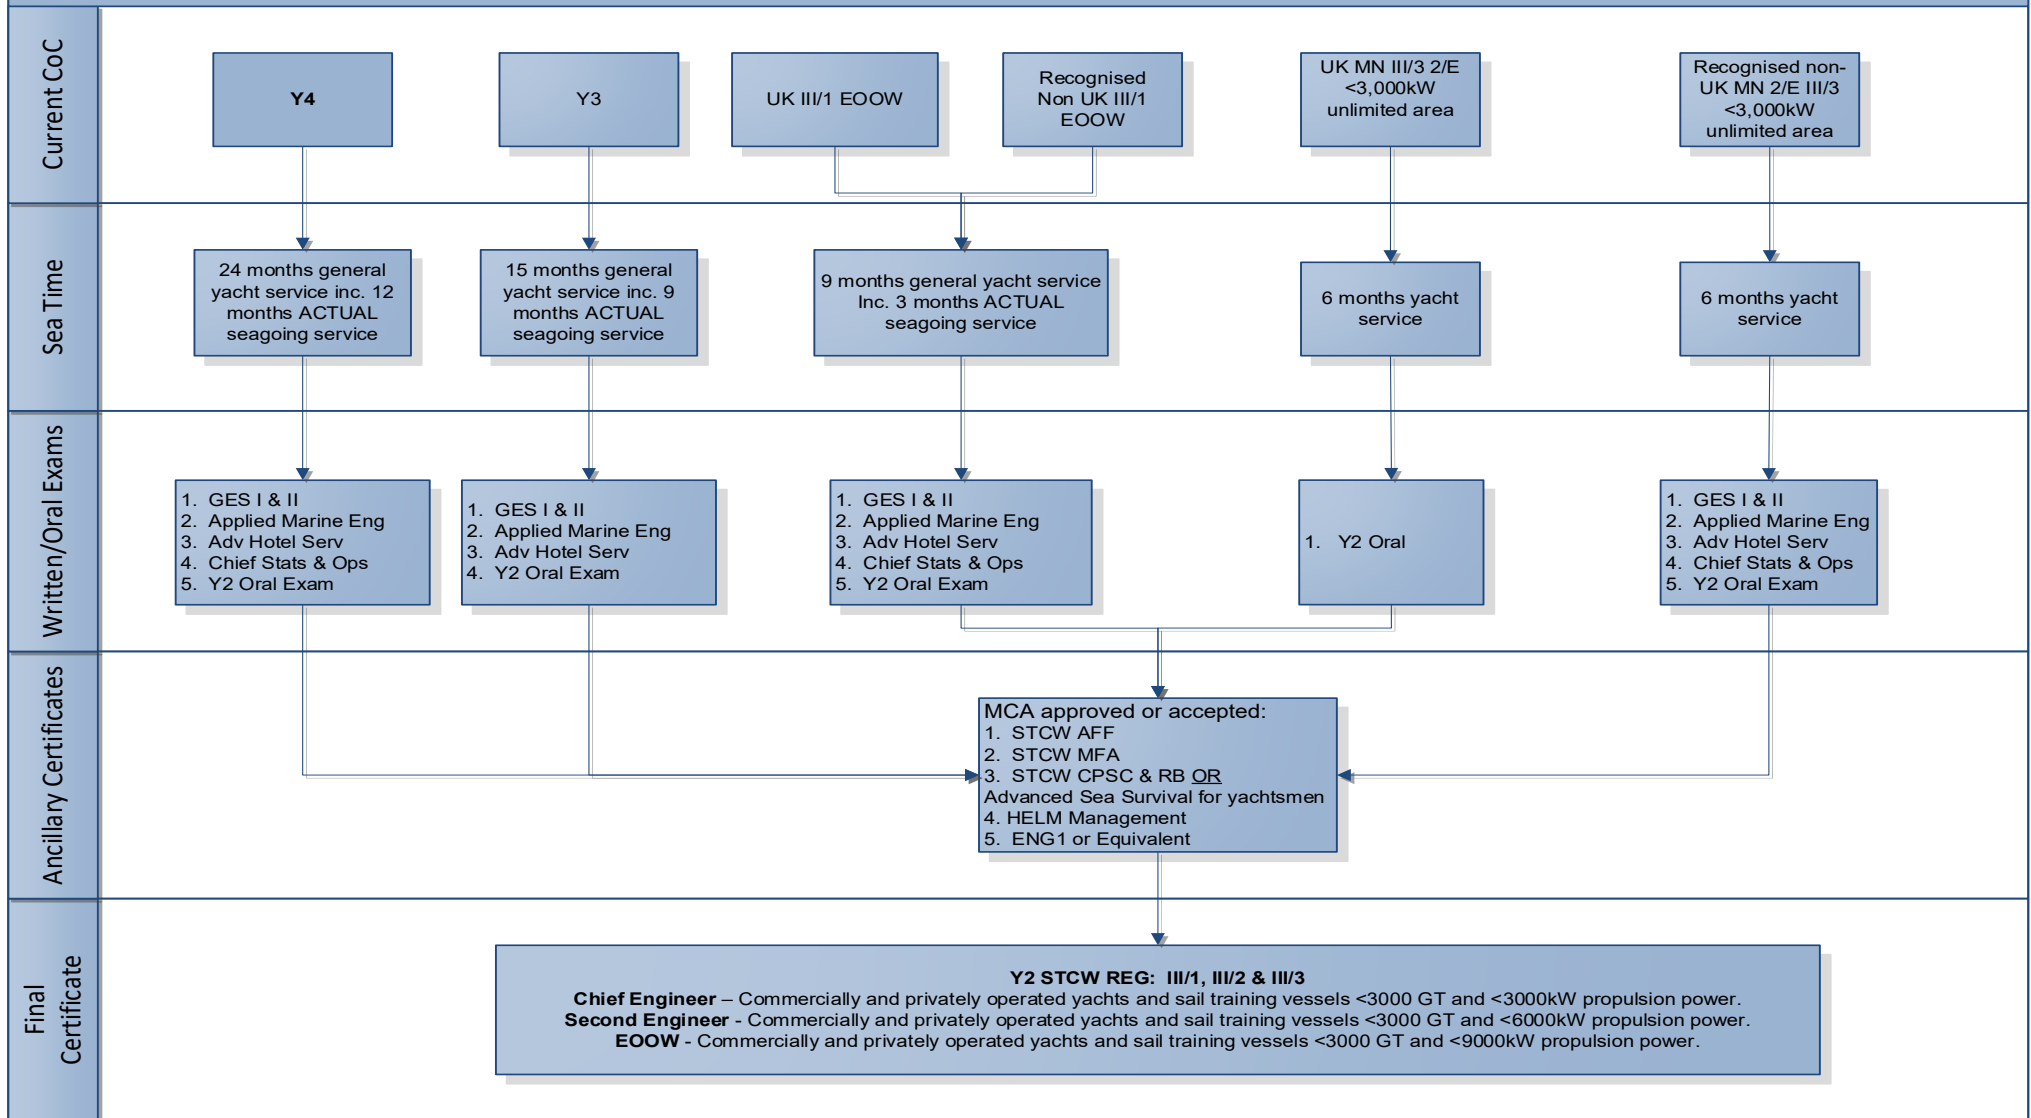 Current CoC
Y4
Y3
UK III/1 EOOW
Recognised
Non UK III/1
EOOW
UK MN III/3 2/E
<3,000kW
unlimited area
Recognised non-
UK MN 2/E III/3
<3,000kW
unlimited area
Sea Time
24 months general
yacht service inc. 12
months ACTUAL
seagoing service
15 months general
yacht service inc. 9
months ACTUAL
seagoing service
9 months general yacht service
Inc. 3 months ACTUAL
seagoing service
6 months yacht
service
6 months yacht
service
Written/Oral Exams
1. GES I & II
2. Applied Marine Eng
3. Adv Hotel Serv
4. Chief Stats & Ops
5. Y2 Oral Exam
1. GES I & II
2. Applied Marine Eng
3. Adv Hotel Serv
4. Y2 Oral Exam
1. GES I & II
2. Applied Marine Eng
3. Adv Hotel Serv
4. Chief Stats & Ops
5. Y2 Oral Exam
1. Y2 Oral
1. GES I & II
2. Applied Marine Eng
3. Adv Hotel Serv
4. Chief Stats & Ops
5. Y2 Oral Exam
Ancillary Certificates
MCA approved or accepted:
1. STCW AFF
2. STCW MFA
3. STCW CPSC & RB OR
Advanced Sea Survival for yachtsmen
4. HELM Management
5. ENG1 or Equivalent
Final
Certificate
Y2 STCW REG: III/1, III/2 & III/3
Chief Engineer – Commercially and privately operated yachts and sail training vessels <3000 GT and <3000kW propulsion power.
Second Engineer - Commercially and privately operated yachts and sail training vessels <3000 GT and <6000kW propulsion power.
EOOW - Commercially and privately operated yachts and sail training vessels <3000 GT and <9000kW propulsion power.